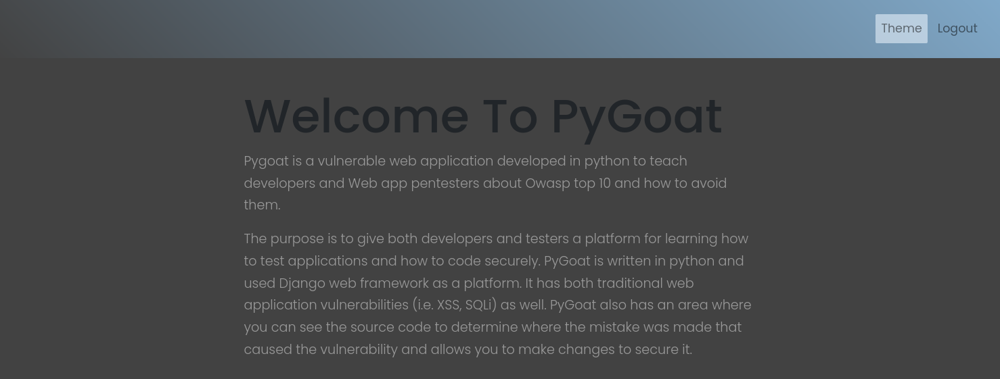 Theme Logout
Welcome To PyGoat
Pygoat is a vulnerable web application developed in python to teach
developers and Web app pentesters about Owasp top 10 and how to avoid
them.
The purpose is to give both developers and testers a platform for learning how
to test applications and how to code securely. PyGoat is written in python and
used Django web framework as a platform. It has both traditional web
application vulnerabilities (i.e. XSS, SQLi) as well. PyGoat also has an area where
you can see the source code to determine where the mistake was made that
caused the vulnerability and allows you to make changes to secure it.